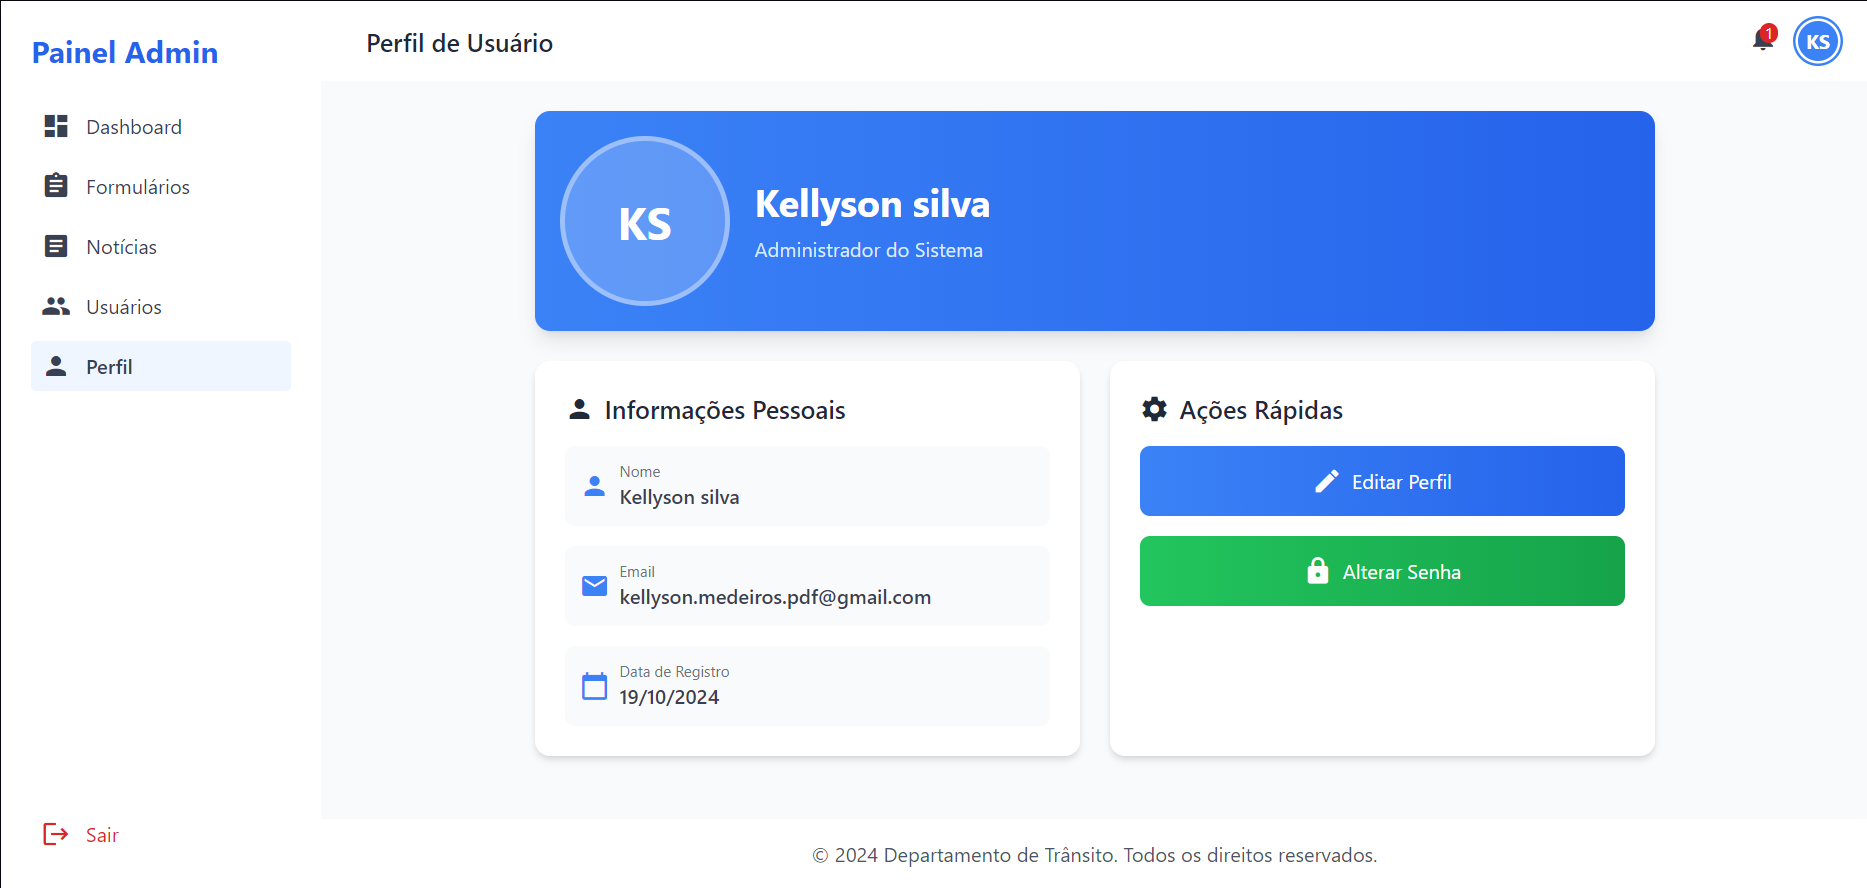 Painel Admin
Dashboard
Formulários
Notícias
Usuários
Perfil
Sair
Perfil de Usuário
1
KS
KS
Kellyson silva
Administrador do Sistema
Informações Pessoais
Nome
Kellyson silva
Email
kellyson.medeiros.pdf@gmail.com
Data de Registro
19/10/2024
Ações Rápidas
Editar Perfil
Alterar Senha
© 2024 Departamento de Trânsito. Todos os direitos reservados.